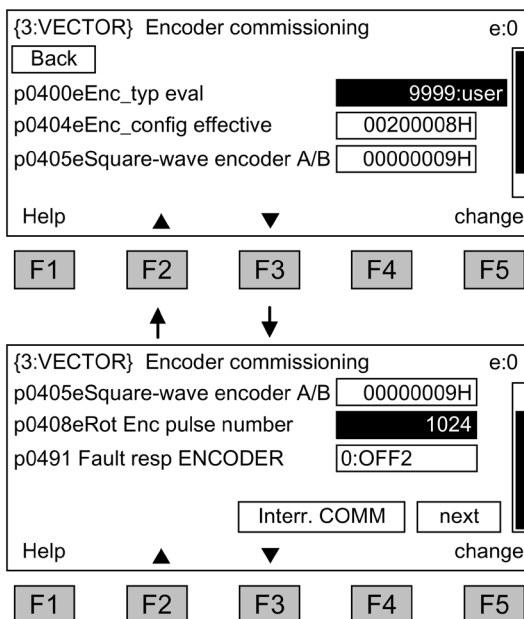 {3:VECTOR} Encoder commissioning e:0
Back
p0400eEnc_typ eval 9999:user
p0404eEnc_config effective 00200008H
p0405eSquare-wave encoder A/B 00000009H
Help ▲ ▼ change
F1 F2 F3 F4 F5
{3:VECTOR} Encoder commissioning e:0
p0405eSquare-wave encoder A/B 00000009H
p0408eRot Enc pulse number 1024
p0491 Fault resp ENCODER 0:OFF2
Interr. COMM next
Help ▲ ▼ change
F1 F2 F3 F4 F5